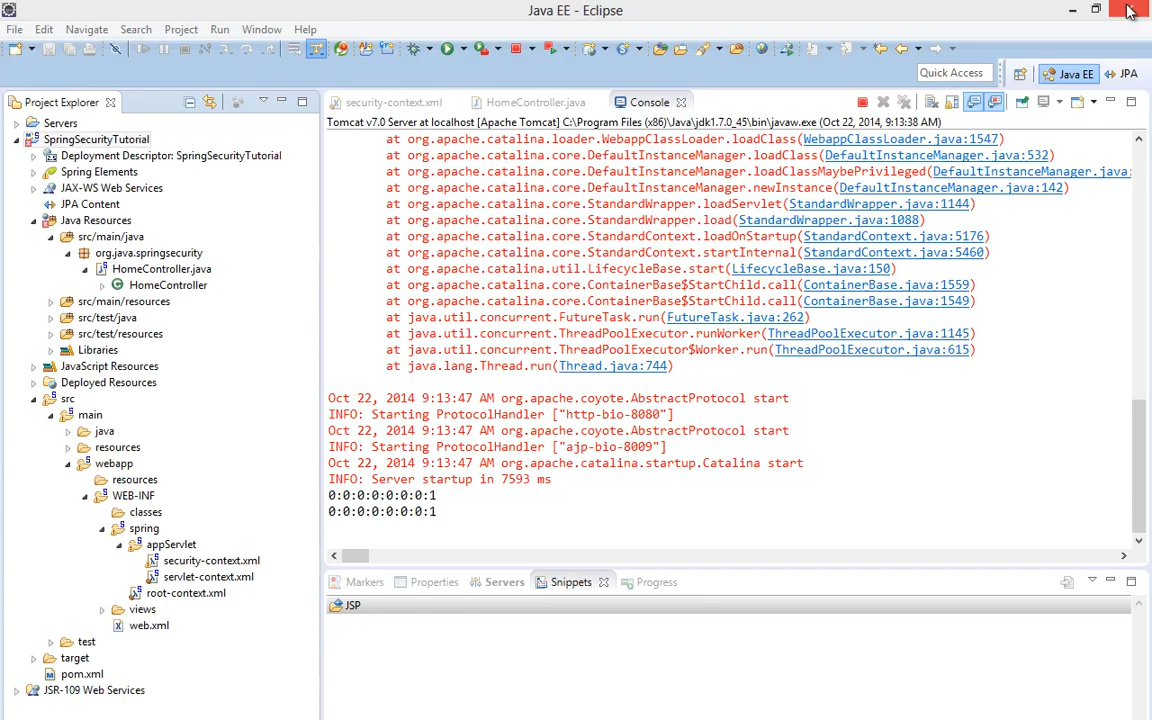 Java EE - Eclipse
File Edit Navigate Search Project Run Window Help
Quick Access
Java EE
JPA
Project Explorer
Servers
SpringSecurityTutorial
Deployment Descriptor: SpringSecurityTutorial
Spring Elements
JAX-WS Web Services
JPA Content
Java Resources
src/main/java
org.java.springsecurity
HomeController.java
HomeController
src/main/resources
src/test/java
src/test/resources
Libraries
JavaScript Resources
Deployed Resources
src
main
java
resources
webapp
resources
WEB-INF
classes
spring
appServlet
security-context.xml
servlet-context.xml
root-context.xml
views
web.xml
test
target
pom.xml
JSR-109 Web Services
security-context.xml HomeController.java Console
Tomcat v7.0 Server at localhost [Apache Tomcat] C:\Program Files (x86)\Java\jdk1.7.0_45\bin\javaw.exe (Oct 22, 2014, 9:13:38 AM)
at org.apache.catalina.loader.WebappClassLoader.loadClass(WebappClassLoader.java:1547)
at org.apache.catalina.core.DefaultInstanceManager.loadClass(DefaultInstanceManager.java:532)
at org.apache.catalina.core.DefaultInstanceManager.loadClassMaybePrivileged(DefaultInstanceManager.java:
at org.apache.catalina.core.DefaultInstanceManager.newInstance(DefaultInstanceManager.java:142)
at org.apache.catalina.core.StandardWrapper.loadServlet(StandardWrapper.java:1144)
at org.apache.catalina.core.StandardWrapper.load(StandardWrapper.java:1088)
at org.apache.catalina.core.StandardContext.loadOnStartup(StandardContext.java:5176)
at org.apache.catalina.core.StandardContext.startInternal(StandardContext.java:5460)
at org.apache.catalina.util.LifecycleBase.start(LifecycleBase.java:150)
at org.apache.catalina.core.ContainerBase$StartChild.call(ContainerBase.java:1559)
at org.apache.catalina.core.ContainerBase$StartChild.call(ContainerBase.java:1549)
at java.util.concurrent.FutureTask.run(FutureTask.java:262)
at java.util.concurrent.ThreadPoolExecutor.runWorker(ThreadPoolExecutor.java:1145)
at java.util.concurrent.ThreadPoolExecutor$Worker.run(ThreadPoolExecutor.java:615)
at java.lang.Thread.run(Thread.java:744)
Oct 22, 2014 9:13:47 AM org.apache.coyote.AbstractProtocol start
INFO: Starting ProtocolHandler ["http-bio-8080"]
Oct 22, 2014 9:13:47 AM org.apache.coyote.AbstractProtocol start
INFO: Starting ProtocolHandler ["ajp-bio-8009"]
Oct 22, 2014 9:13:47 AM org.apache.catalina.startup.Catalina start
INFO: Server startup in 7593 ms
0:0:0:0:0:0:0:1
0:0:0:0:0:0:0:1
Markers Properties Servers Snippets Progress
JSP